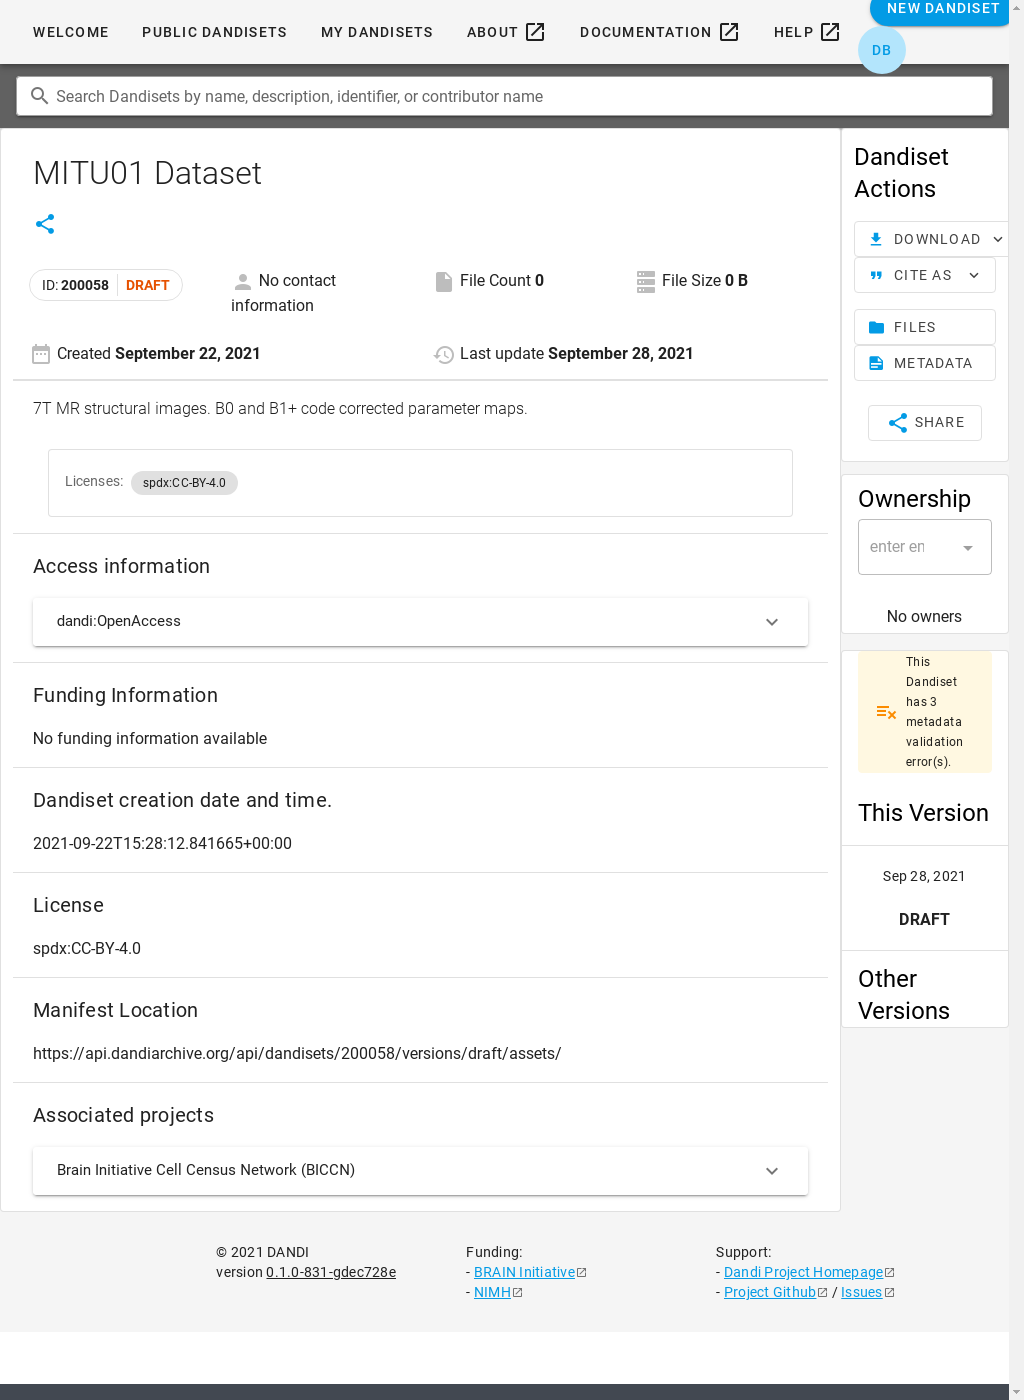 WELCOME
PUBLIC DANDISETS
MY DANDISETS
ABOUT
DOCUMENTATION
HELP
NEW DANDISET
DB
Search Dandisets by name, description, identifier, or contributor name
MITU01 Dataset
ID: 200058 DRAFT
No contact
information
File Count 0
File Size 0 B
Created September 22, 2021
Last update September 28, 2021
7T MR structural images. B0 and B1+ code corrected parameter maps.
Licenses: spdx:CC-BY-4.0
Access information
dandi:OpenAccess
Funding Information
No funding information available
Dandiset creation date and time.
2021-09-22T15:28:12.841665+00:00
License
spdx:CC-BY-4.0
Manifest Location
https://api.dandiarchive.org/api/dandisets/200058/versions/draft/assets/
Associated projects
Brain Initiative Cell Census Network (BICCN)
Dandiset
Actions
DOWNLOAD
CITE AS
FILES
METADATA
SHARE
Ownership
enter en
No owners
This
Dandiset
has 3
metadata
validation
error(s).
This Version
Sep 28, 2021
DRAFT
Other
Versions
© 2021 DANDI
version 0.1.0-831-gdec728e
Funding:
- BRAIN Initiative
- NIMH
Support:
- Dandi Project Homepage
- Project Github / Issues